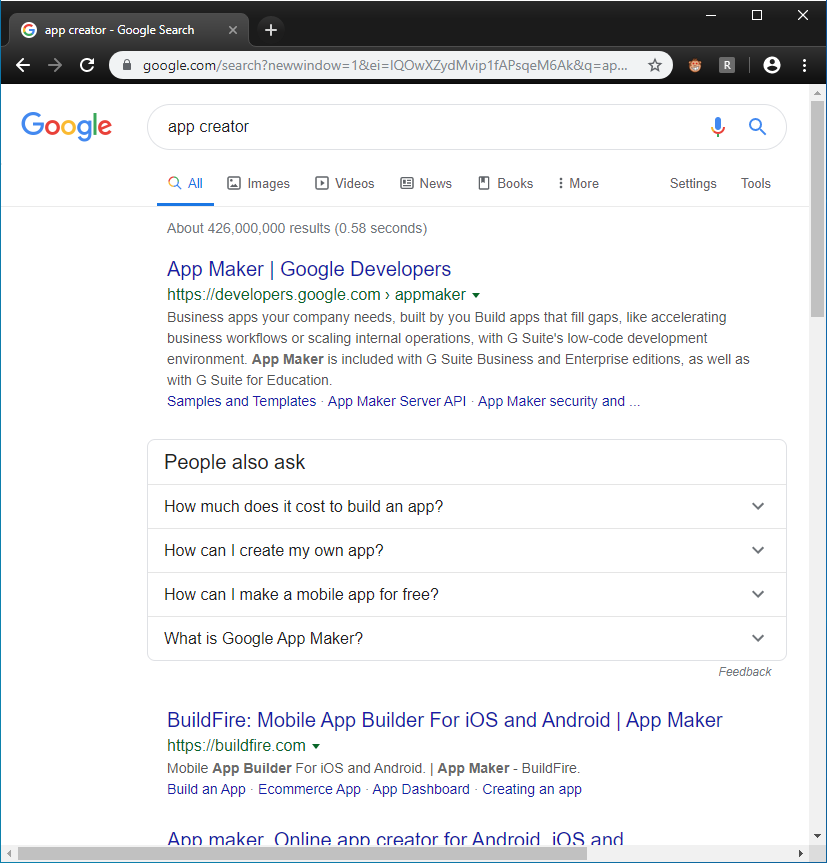 app creator - Google Search
google.com/search?newwindow=1&ei=IQOwXZydMvip1fAPsqeM6Ak&q=ap...
R
Google
app creator
All Images Videos News Books More Settings Tools
About 426,000,000 results (0.58 seconds)
App Maker | Google Developers
https://developers.google.com › appmaker
Business apps your company needs, built by you Build apps that fill gaps, like accelerating
business workflows or scaling internal operations, with G Suite's low-code development
environment. App Maker is included with G Suite Business and Enterprise editions, as well as
with G Suite for Education.
Samples and Templates · App Maker Server API · App Maker security and ...
People also ask
How much does it cost to build an app?
How can I create my own app?
How can I make a mobile app for free?
What is Google App Maker?
Feedback
BuildFire: Mobile App Builder For iOS and Android | App Maker
https://buildfire.com
Mobile App Builder For iOS and Android. | App Maker - BuildFire.
Build an App · Ecommerce App · App Dashboard · Creating an app
App maker. Online app creator for Android, iOS and